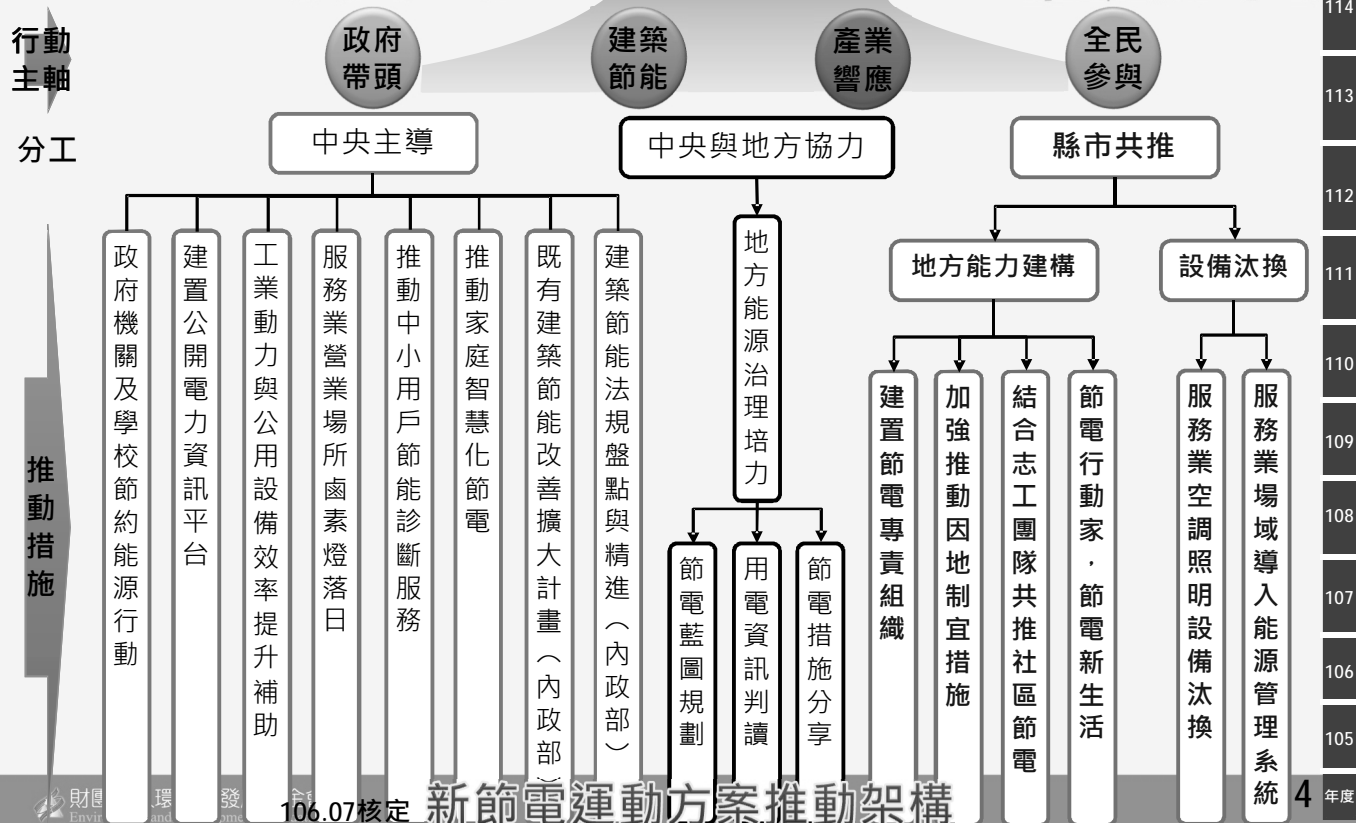 行動
主軸
政府
帶頭
建築
節能
產業
響應
全民
參與
分工
中央主導
中央與地方協力
縣市共推
推動措施
政府機關及學校節約能源行動
建置公開電力資訊平台
工業動力與公用設備效率提升補助
服務業營業場所鹵素燈落日
推動中小用戶節能診斷服務
推動家庭智慧化節電
既有建築節能改善擴大計畫（內政部）
建築節能法規盤點與精進（內政部）
地方能源治理培力
節電藍圖規劃
用電資訊判讀
節電措施分享
地方能力建構
設備汰換
建置節電專責組織
加強推動因地制宜措施
結合志工團隊共推社區節電
節電行動家，節電新生活
服務業空調照明設備汰換
服務業場域導入能源管理系統
114
113
112
111
110
109
108
107
106
105
年度
財團
環
發
106.07核定
新節電運動方案推動架構
4